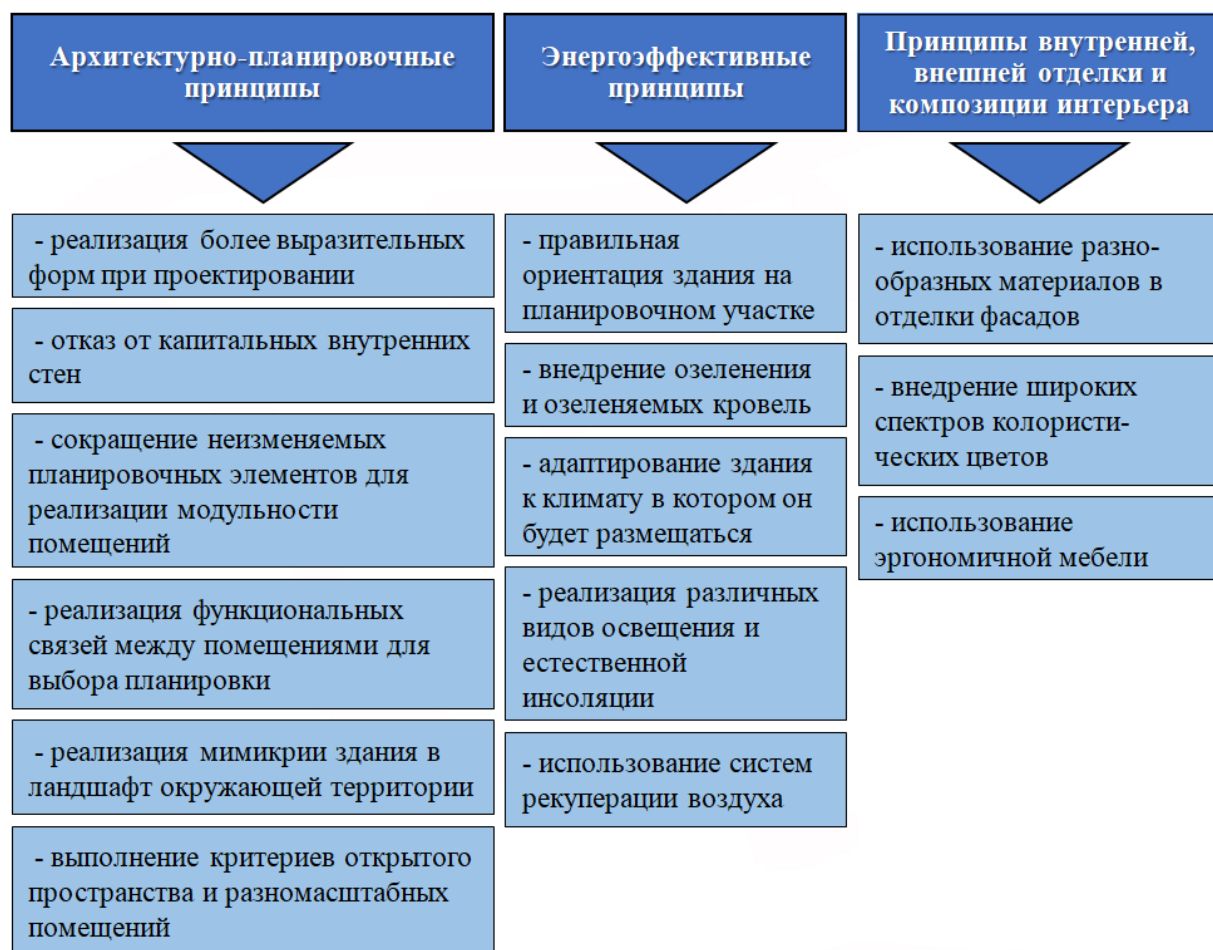 Архитектурно-планировочные
принципы
- реализация более выразительных
форм при проектировании
- отказ от капитальных внутренних
стен
- сокращение неизменяемых
планировочных элементов для
реализации модульности
помещений
- реализация функциональных
связей между помещениями для
выбора планировки
- реализация мимикрии здания в
ландшафт окружающей территории
- выполнение критериев открытого
пространства и разномасштабных
помещений
Энергоэффективные
принципы
- правильная
ориентация здания на
планировочном участке
- внедрение озеленения
и озеленяемых кровель
- адаптирование здания
к климату в котором он
будет размещаться
- реализация различных
видов освещения и
естественной
инсоляции
- использование систем
рекуперации воздуха
Принципы внутренней,
внешней отделки и
композиции интерьера
- использование разно-
образных материалов в
отделки фасадов
- внедрение широких
спектров колористи-
ческих цветов
- использование
эргономичной мебели